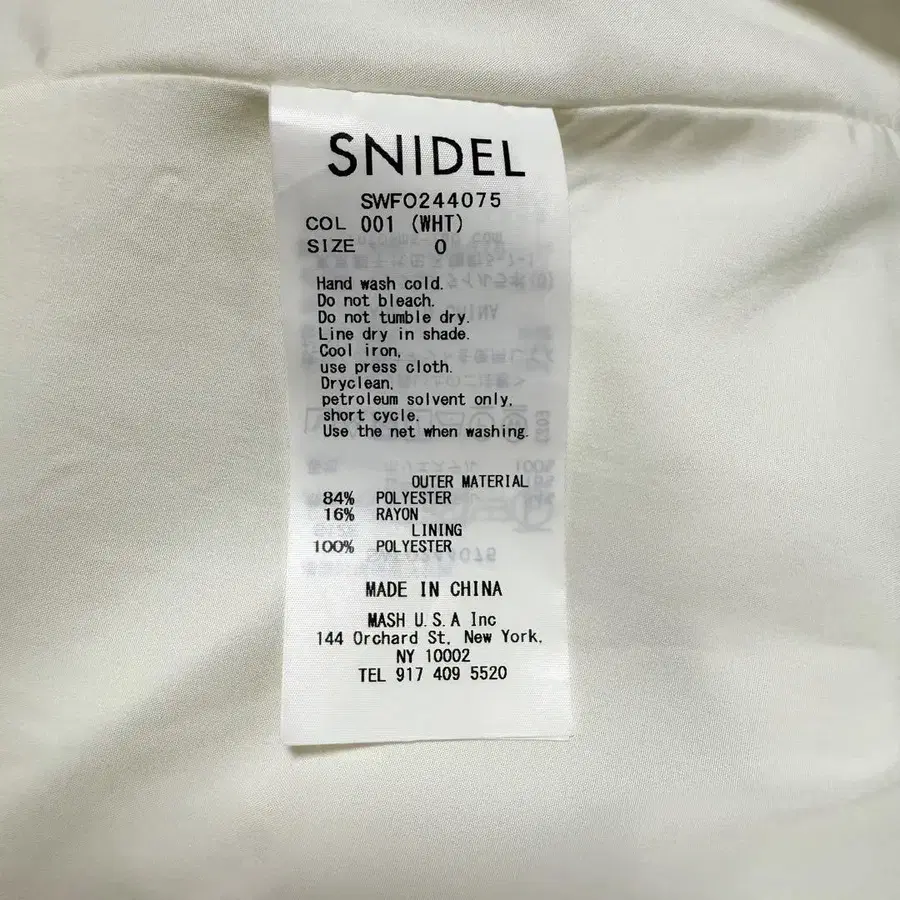 SNIDEL
SWFO244075
COL 001 (WHT)
SIZE 0
Hand wash cold.
Do not bleach.
Do not tumble dry.
Line dry in shade.
Cool iron,
use press cloth.
Dryclean,
petroleum solvent only,
short cycle.
Use the net when washing.
OUTER MATERIAL
84% POLYESTER
16% RAYON
LINING
100% POLYESTER
MADE IN CHINA
MASH U.S.A Inc
144 Orchard St, New York,
NY 10002
TEL 917 409 5520